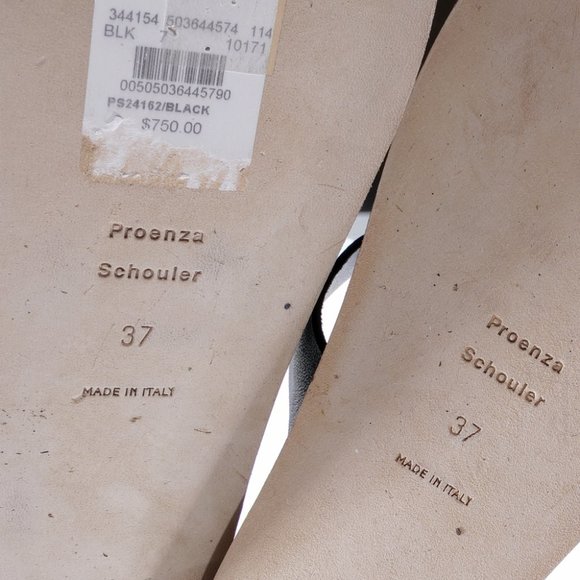 344154 503644574 114
BLK 7 10171
00505036445790
PS24162/BLACK
$750.00
Proenza
Schouler
37
MADE IN ITALY
Proenza
Schouler
37
MADE IN ITALY